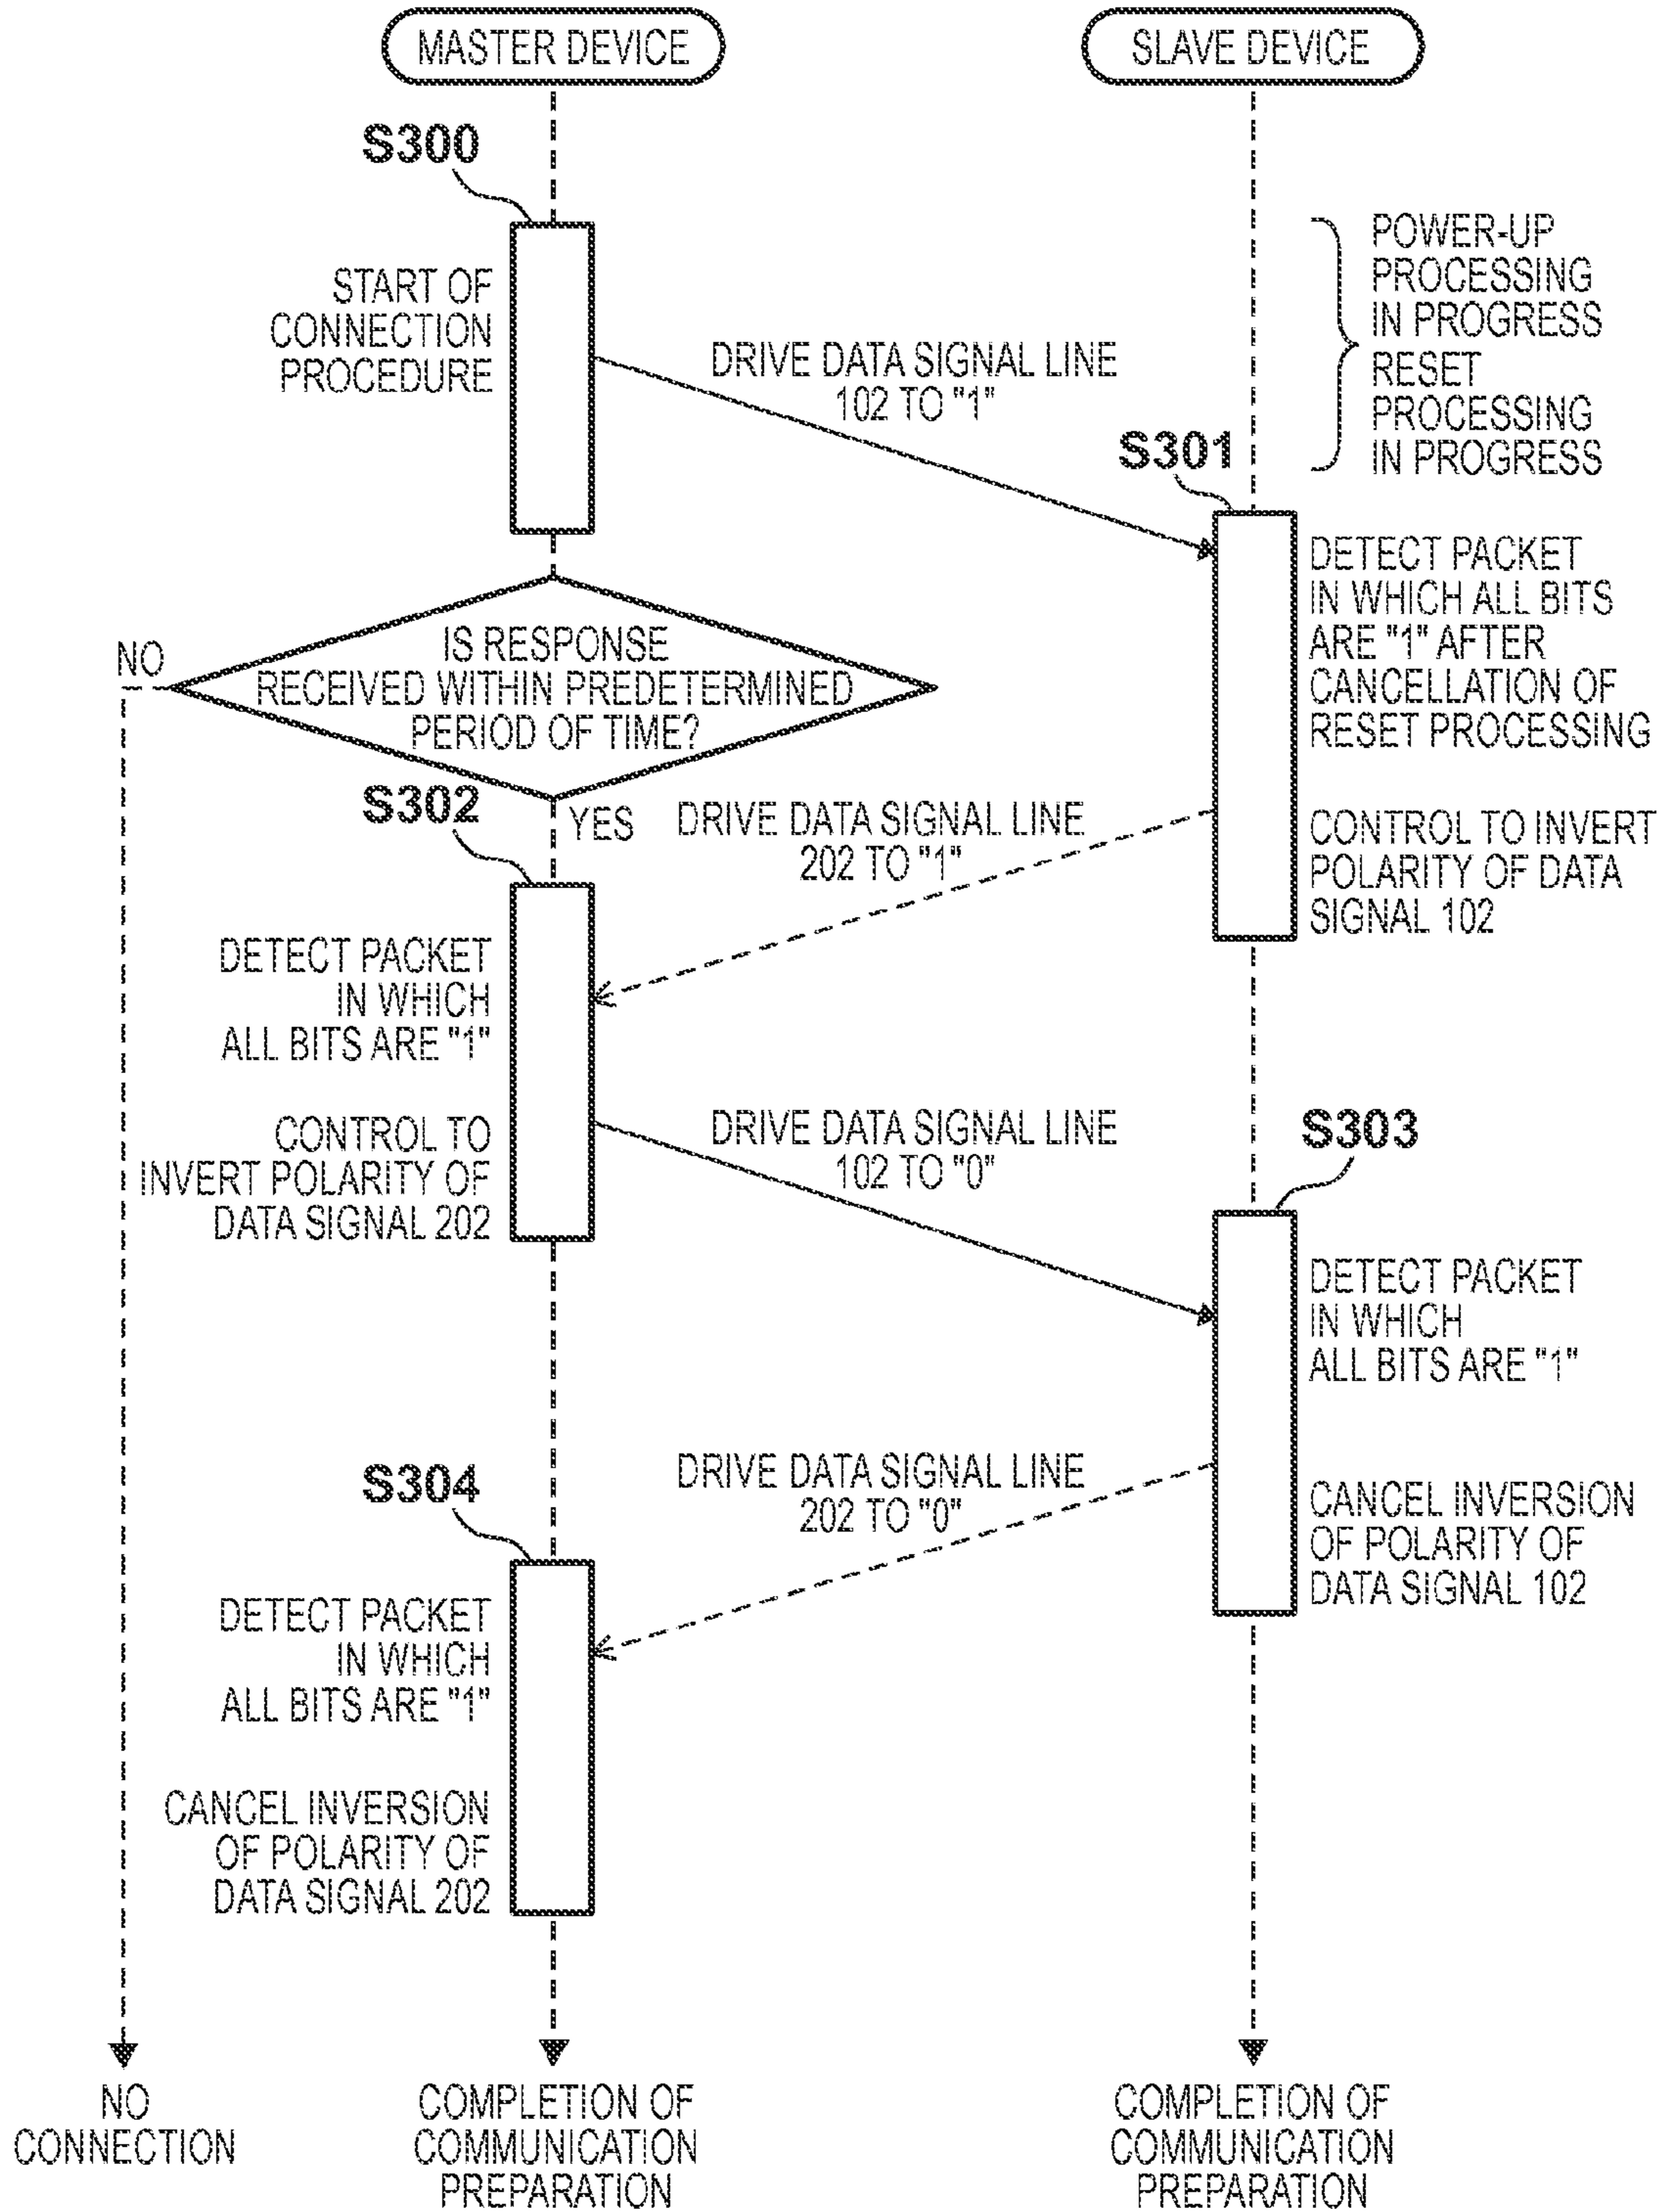 MASTER DEVICE
SLAVE DEVICE
S300
START OF
CONNECTION
PROCEDURE
POWER-UP
PROCESSING
IN PROGRESS
RESET
PROCESSING
IN PROGRESS
DRIVE DATA SIGNAL LINE
102 TO "1"
S301
DETECT PACKET
IN WHICH ALL BITS
ARE "1" AFTER
CANCELLATION OF
RESET PROCESSING
NO
IS RESPONSE
RECEIVED WITHIN PREDETERMINED
PERIOD OF TIME?
YES
S302
DRIVE DATA SIGNAL LINE
202 TO "1"
CONTROL TO INVERT
POLARITY OF DATA
SIGNAL 102
DETECT PACKET
IN WHICH
ALL BITS ARE "1"
CONTROL TO
INVERT POLARITY OF
DATA SIGNAL 202
DRIVE DATA SIGNAL LINE
102 TO "0"
S303
DETECT PACKET
IN WHICH
ALL BITS ARE "1"
S304
DRIVE DATA SIGNAL LINE
202 TO "0"
CANCEL INVERSION
OF POLARITY OF
DATA SIGNAL 102
DETECT PACKET
IN WHICH
ALL BITS ARE "1"
CANCEL INVERSION
OF POLARITY OF
DATA SIGNAL 202
NO
CONNECTION
COMPLETION OF
COMMUNICATION
PREPARATION
COMPLETION OF
COMMUNICATION
PREPARATION